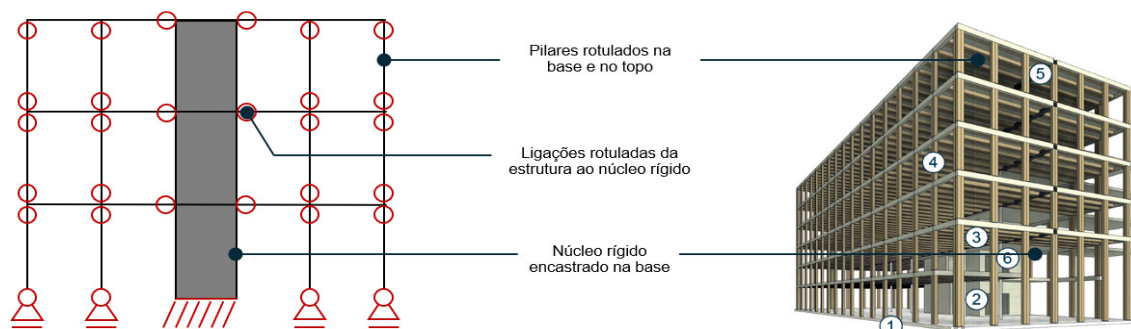 Pilares rotulados na
base e no topo
Ligações rotuladas da
estrutura ao núcleo rígido
Núcleo rígido
encastrado na base
5
4
3
6
2
1